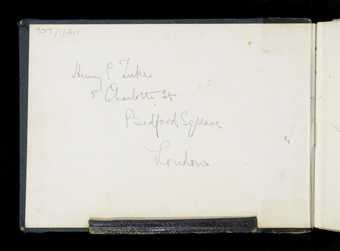 Henry S. Tuke
5 Charlotte St
Bedford Square
London